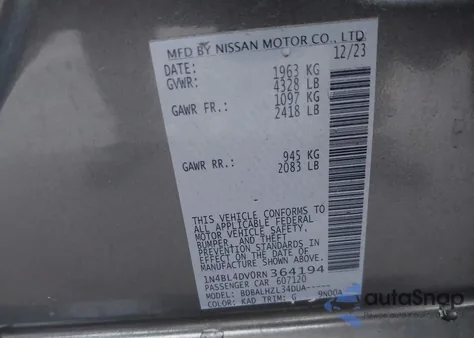 MFD BY NISSAN MOTOR CO., LTD.
DATE: 12/23
GVWR: 1963 KG
4328 LB
GAWR FR.: 1097 KG
2418 LB
GAWR RR.: 945 KG
2083 LB
THIS VEHICLE CONFORMS TO
ALL APPLICABLE FEDERAL
MOTOR VEHICLE SAFETY,
BUMPER, AND THEFT
PREVENTION STANDARDS IN
EFFECT ON THE DATE OF
MANUFACTURE SHOWN ABOVE.
1N4BL4DV0RN364194
PASSENGER CAR 607120
MODEL: BDBALHZL34DUA-----
COLOR: KAD TRIM: G 9NOOA
autoSnap